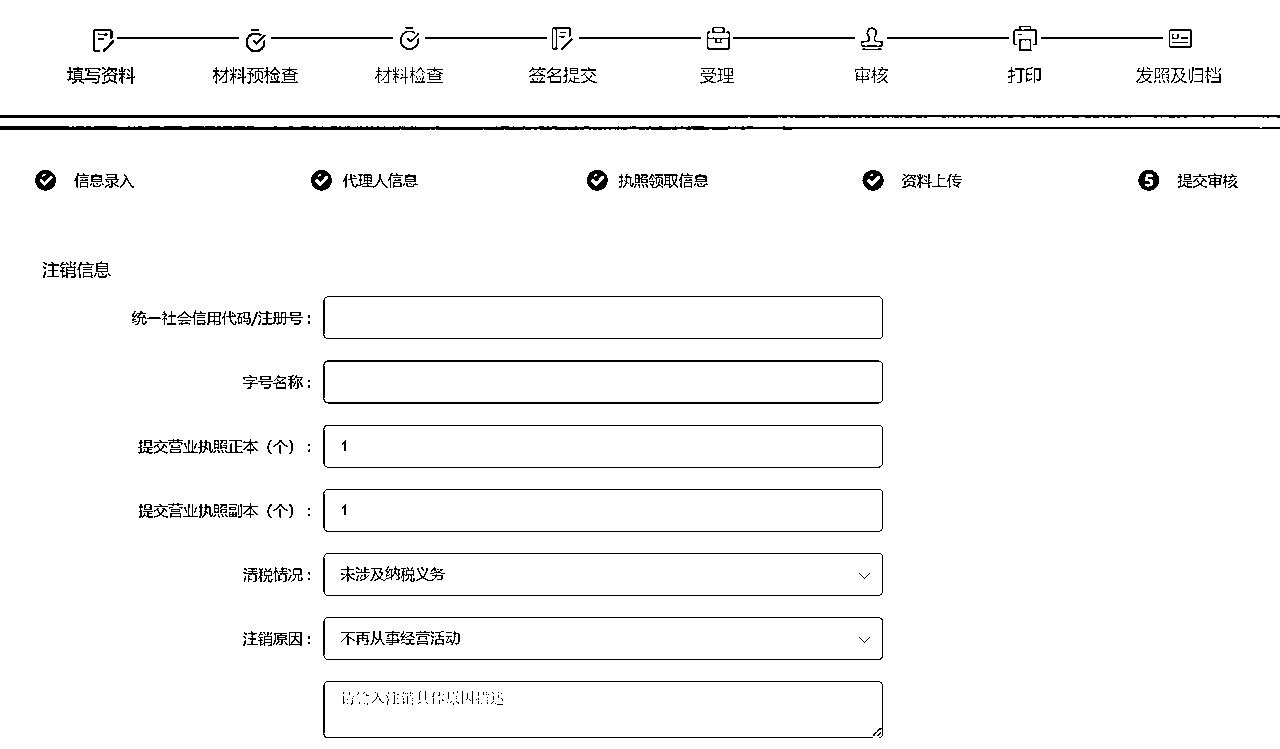 填写资料 材料预检查 材料检查 签名提交 受理 审核 打印 发照及归档
信息录入 代理人信息 执照领取信息 资料上传 5 提交审核
注销信息
统一社会信用代码/注册号:
字号名称:
提交营业执照正本(个): 1
提交营业执照副本(个): 1
清税情况: 未涉及纳税义务
注销原因: 不再从事经营活动
请输入注销具体原因描述